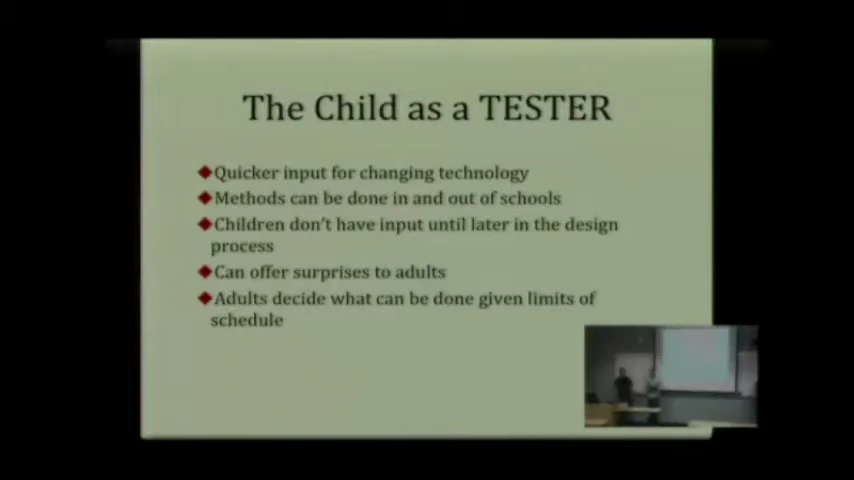 The Child as a TESTER
Quicker input for changing technology
Methods can be done in and out of schools
Children don't have input until later in the design
process
Can offer surprises to adults
Adults decide what can be done given limits of
schedule